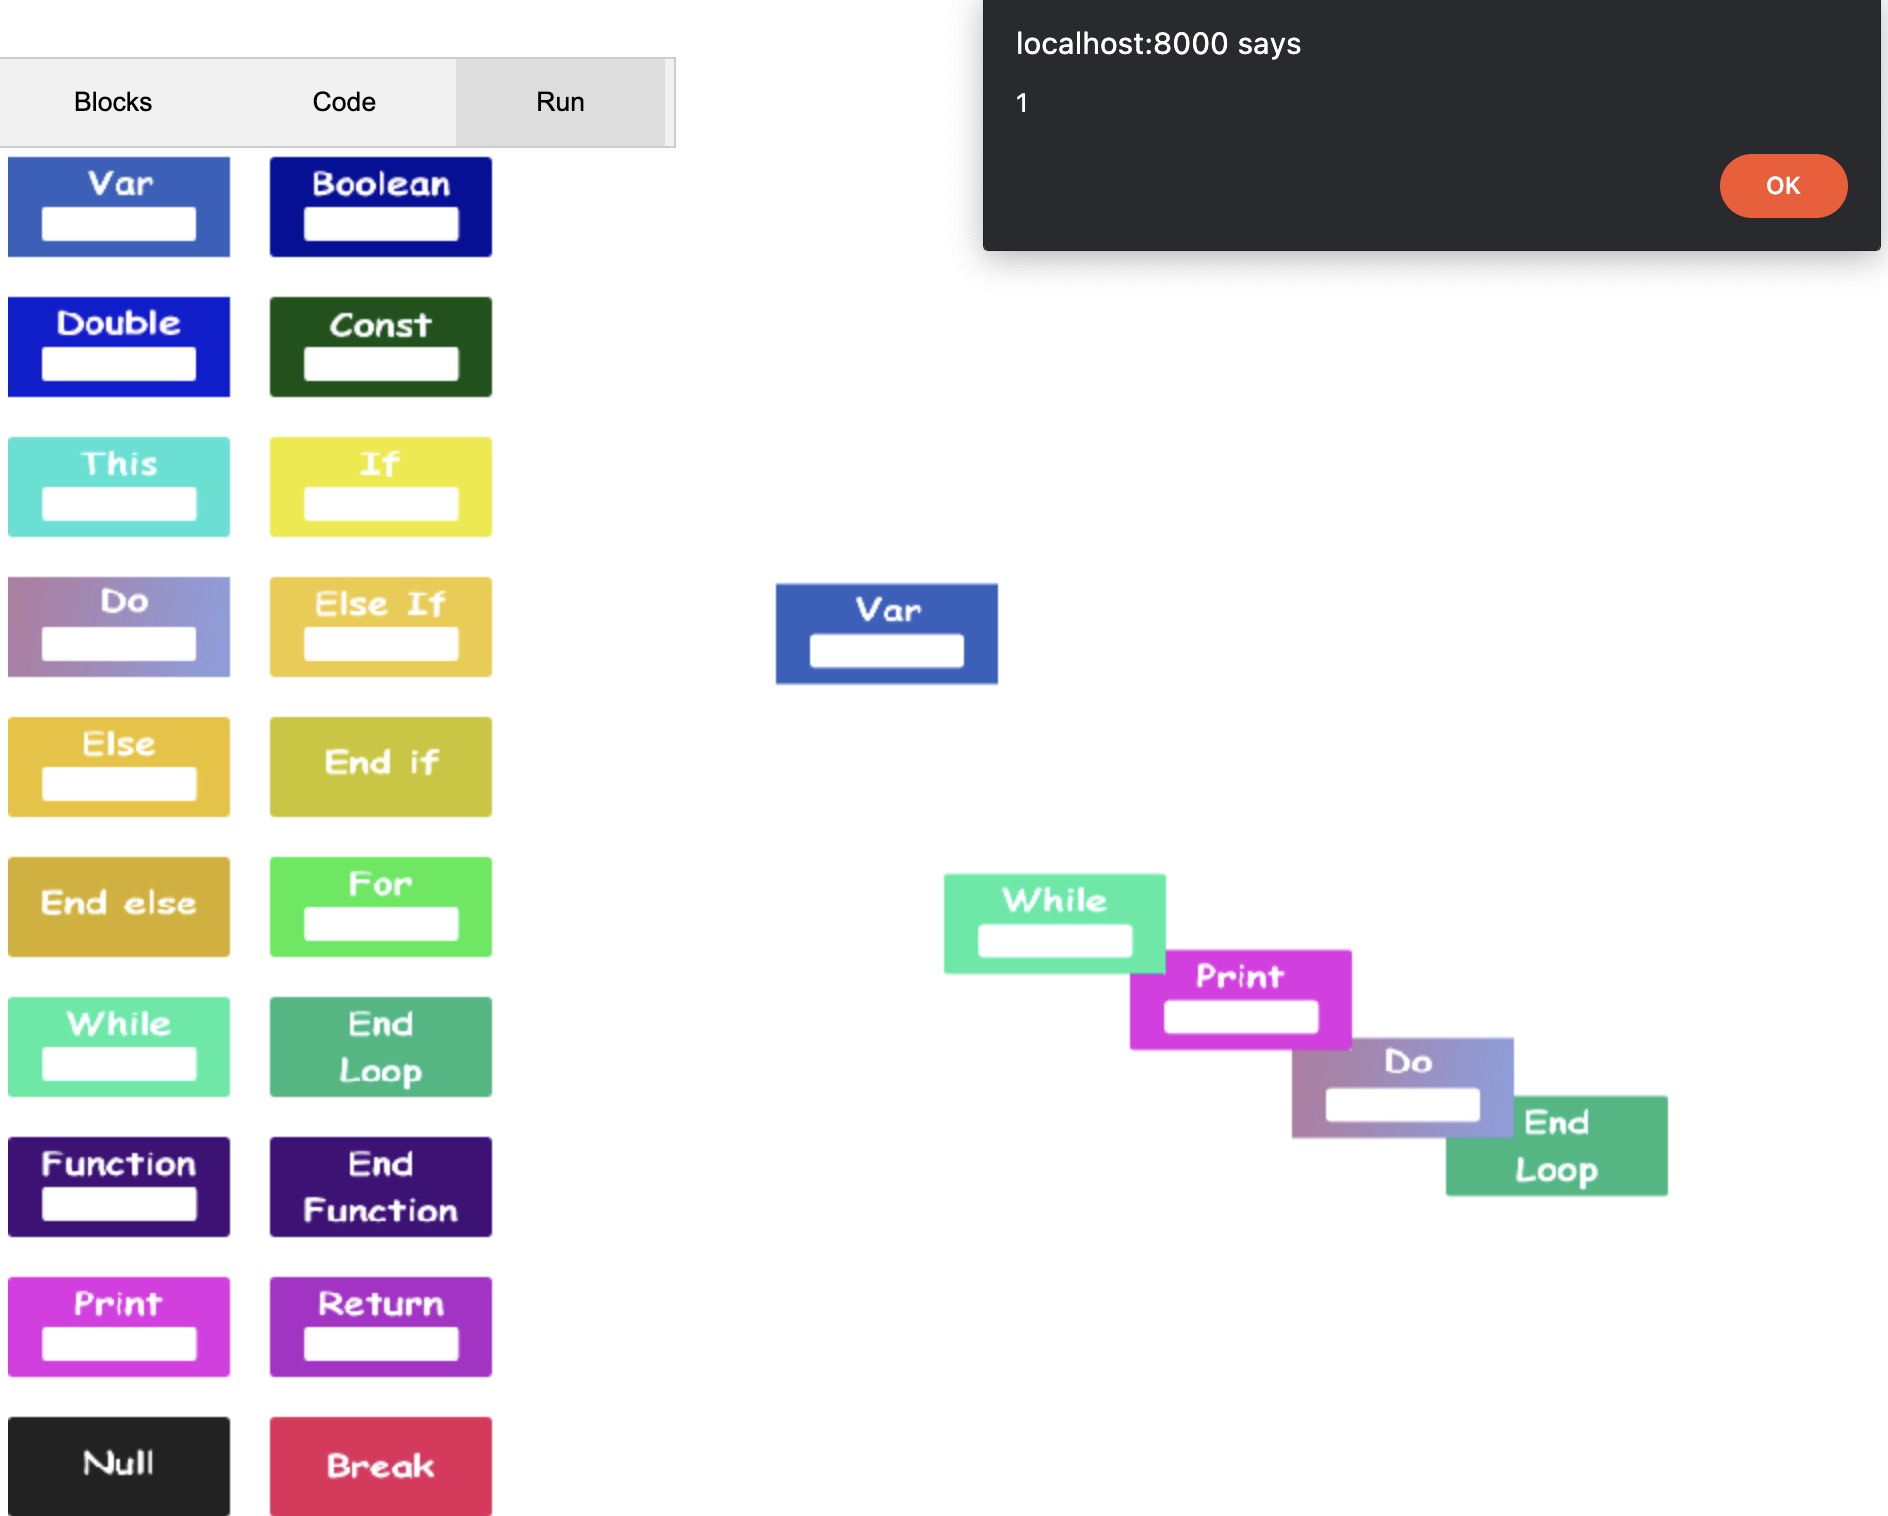 localhost:8000 says
1
OK
Blocks Code Run
Var Boolean
Double Const
This If
Do Else If
Else End if
End else For
While End
Loop
Function End
Function
Print Return
Null Break
Var
While
Print
Do
End
Loop